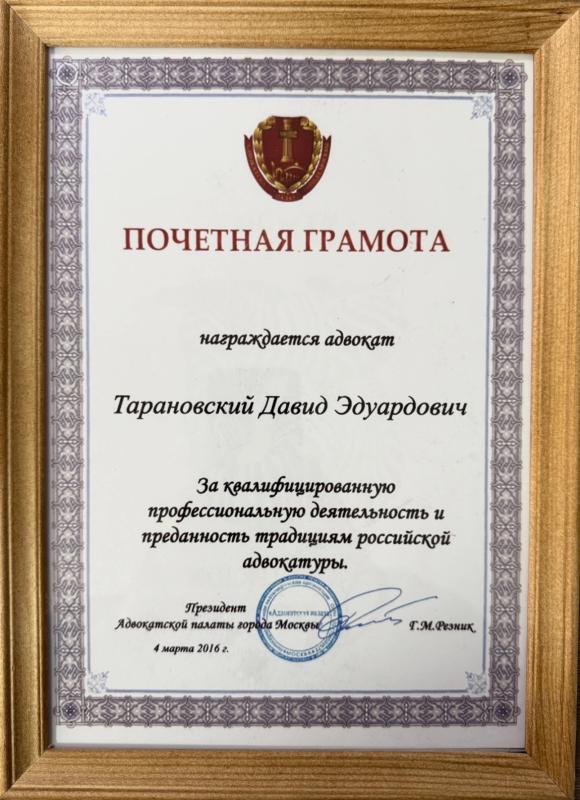 ПОЧЕТНАЯ ГРАМОТА
награждается адвокат
Тарановский Давид Эдуардович
За квалифицированную
профессиональную деятельность и
преданность традициям российской
адвокатуры.
Президент
Адвокатской палаты города Москвы
Г.М.Резник
4 марта 2016 г.